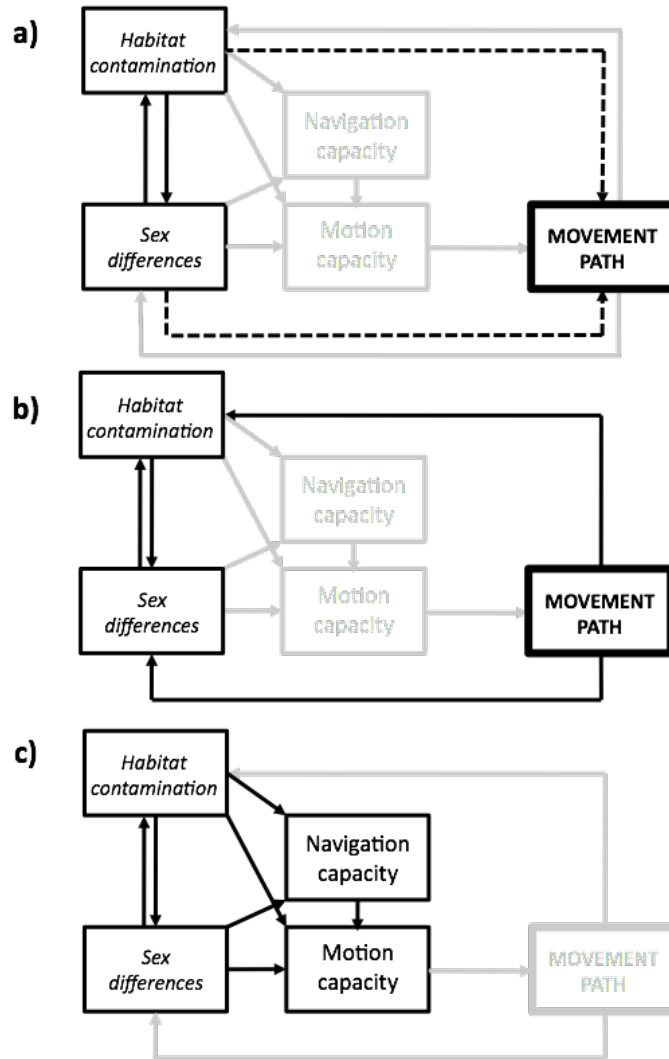 a)
Habitat
contamination
Navigation
capacity
Sex
differences
Motion
capacity
MOVEMENT
PATH
b)
Habitat
contamination
Navigation
capacity
Sex
differences
Motion
capacity
MOVEMENT
PATH
c)
Habitat
contamination
Navigation
capacity
Sex
differences
Motion
capacity
MOVEMENT
PATH